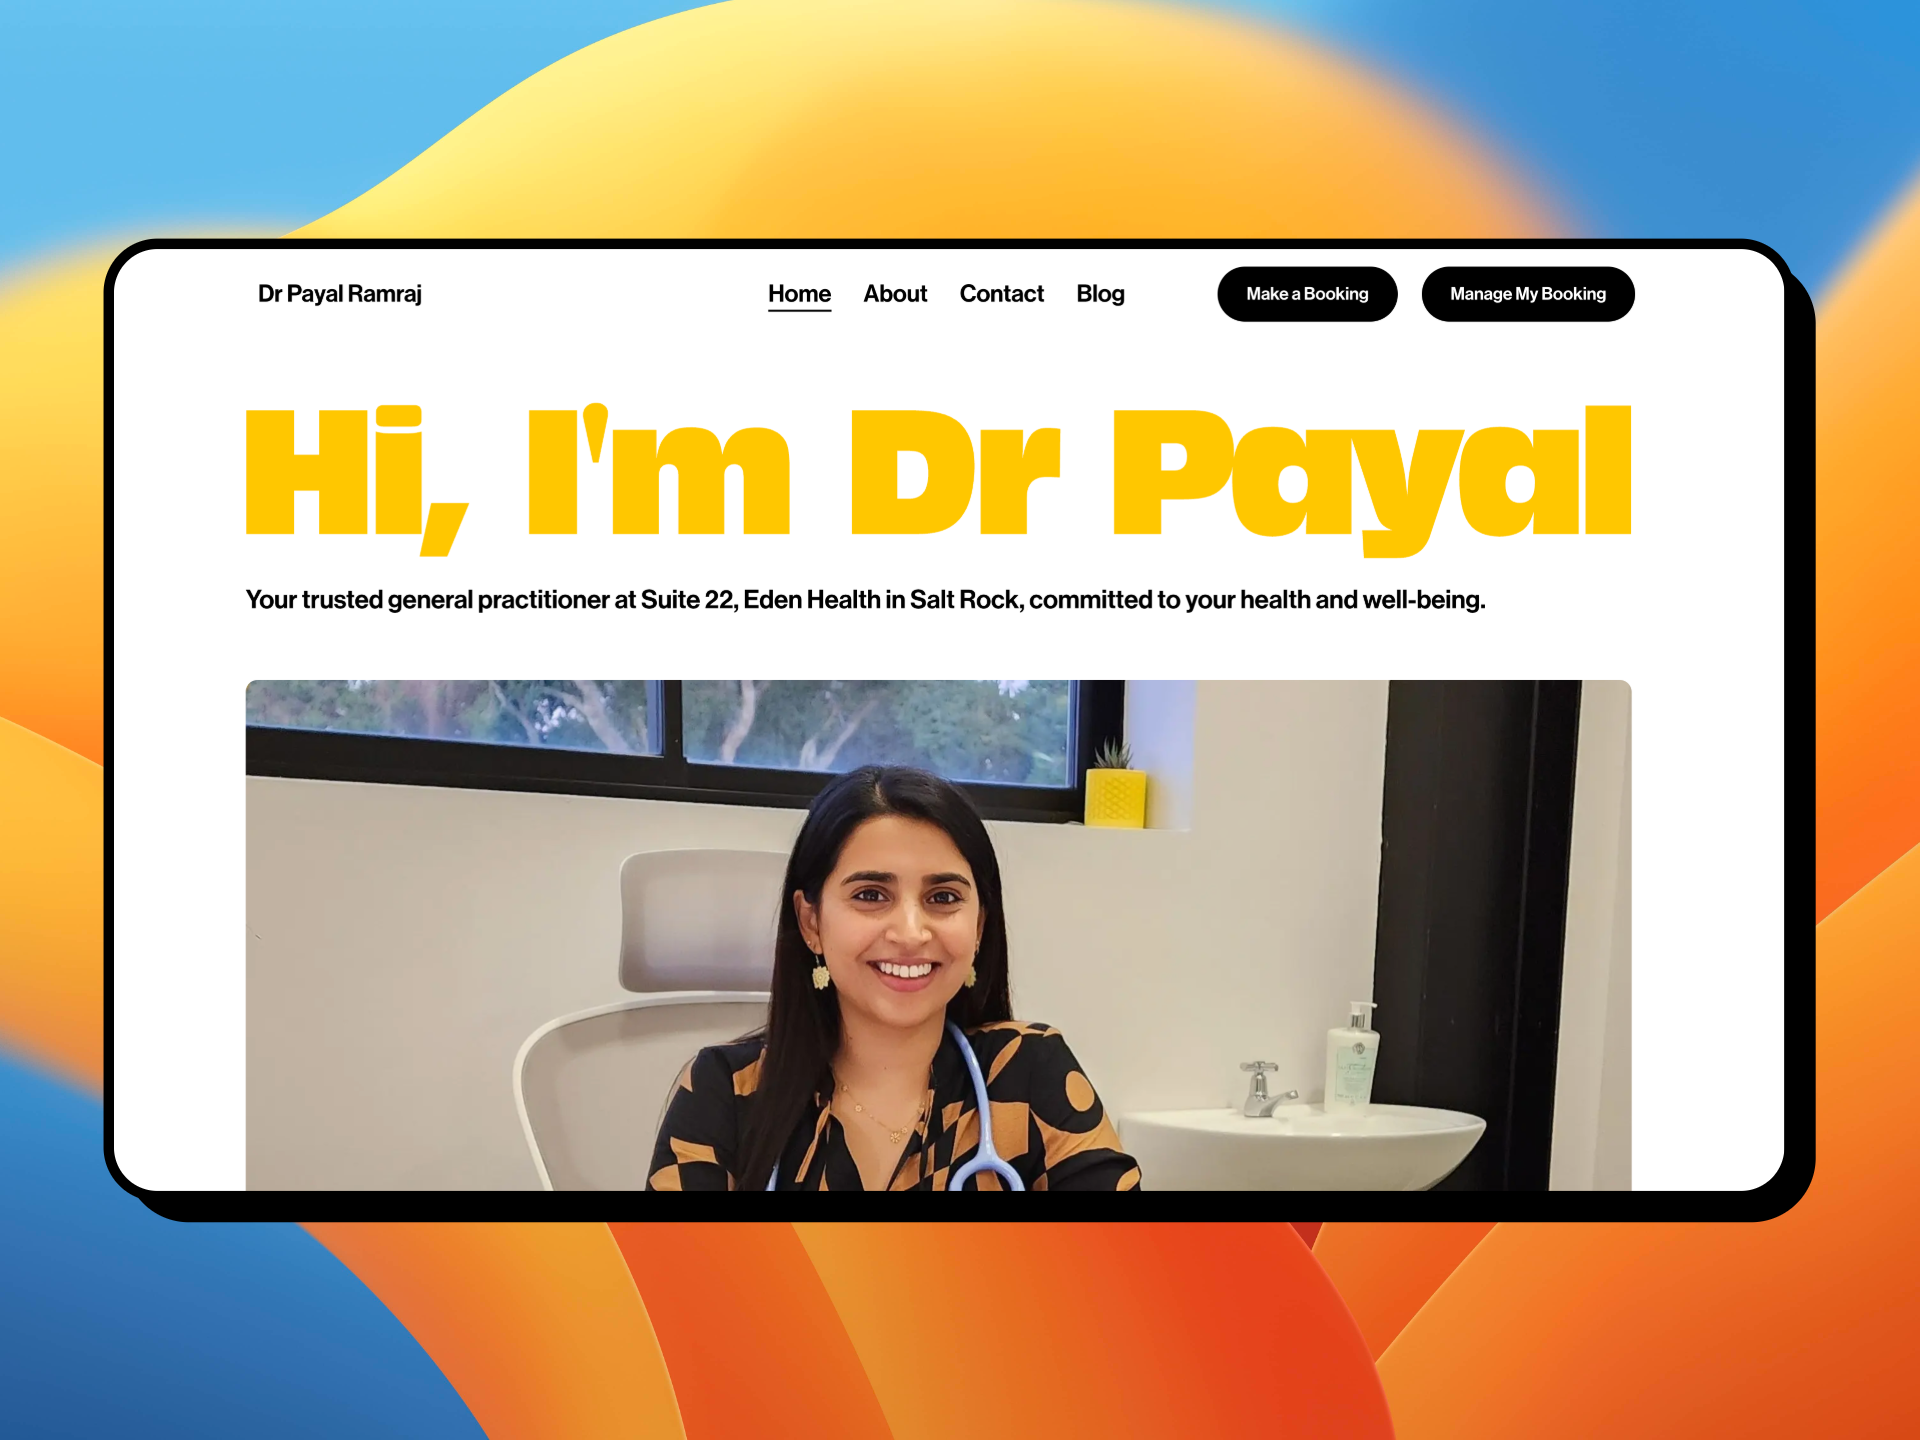 Dr Payal Ramraj
Home About Contact Blog
Make a Booking
Manage My Booking
Hi, I'm Dr Payal
Your trusted general practitioner at Suite 22, Eden Health in Salt Rock, committed to your health and well-being.